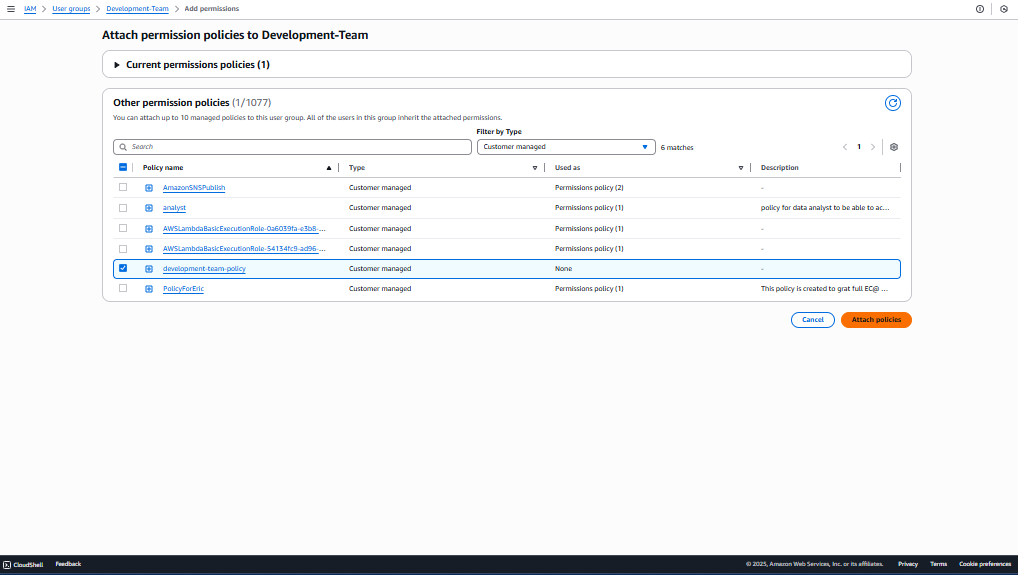 IAM > User groups > Development-Team > Add permissions
Attach permission policies to Development-Team
Current permissions policies (1)
Other permission policies (1/1077)
You can attach up to 10 managed policies to this user group. All of the users in this group inherit the attached permissions.
Filter by Type
Search
Customer managed
6 matches
1
Policy name Type Used as Description
AmazonSNSPublish Customer managed Permissions policy (2) -
analyst Customer managed Permissions policy (1) policy for data analyst to be able to ac...
AWSLambdaBasicExecutionRole-0a6039fa-e3b8-... Customer managed Permissions policy (1) -
AWSLambdaBasicExecutionRole-54134fc9-ad96-... Customer managed Permissions policy (1) -
development-team-policy Customer managed None -
PolicyForEric Customer managed Permissions policy (1) This policy is created to grat full EC@ ...
Cancel Attach policies
CloudShell Feedback © 2025, Amazon Web Services, Inc. or its affiliates. Privacy Terms Cookie preferences